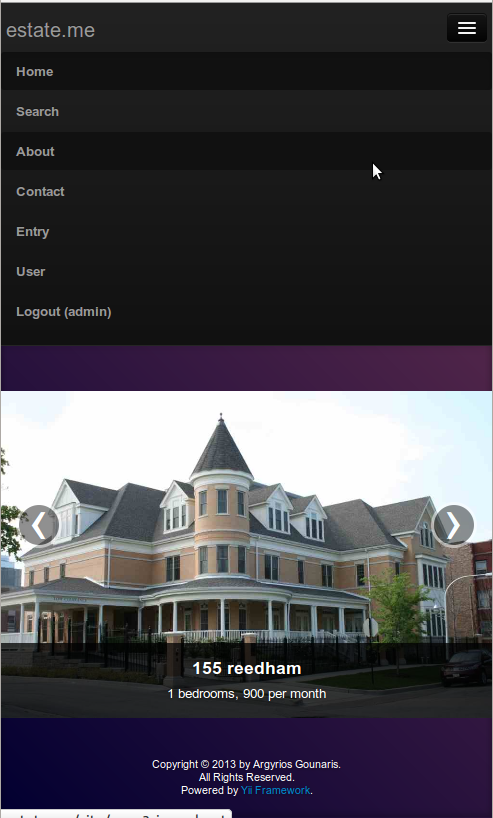 estate.me
Home
Search
About
Contact
Entry
User
Logout (admin)
155 reedham
1 bedrooms, 900 per month
Copyright © 2013 by Argyrios Gounaris.
All Rights Reserved.
Powered by Yii Framework.